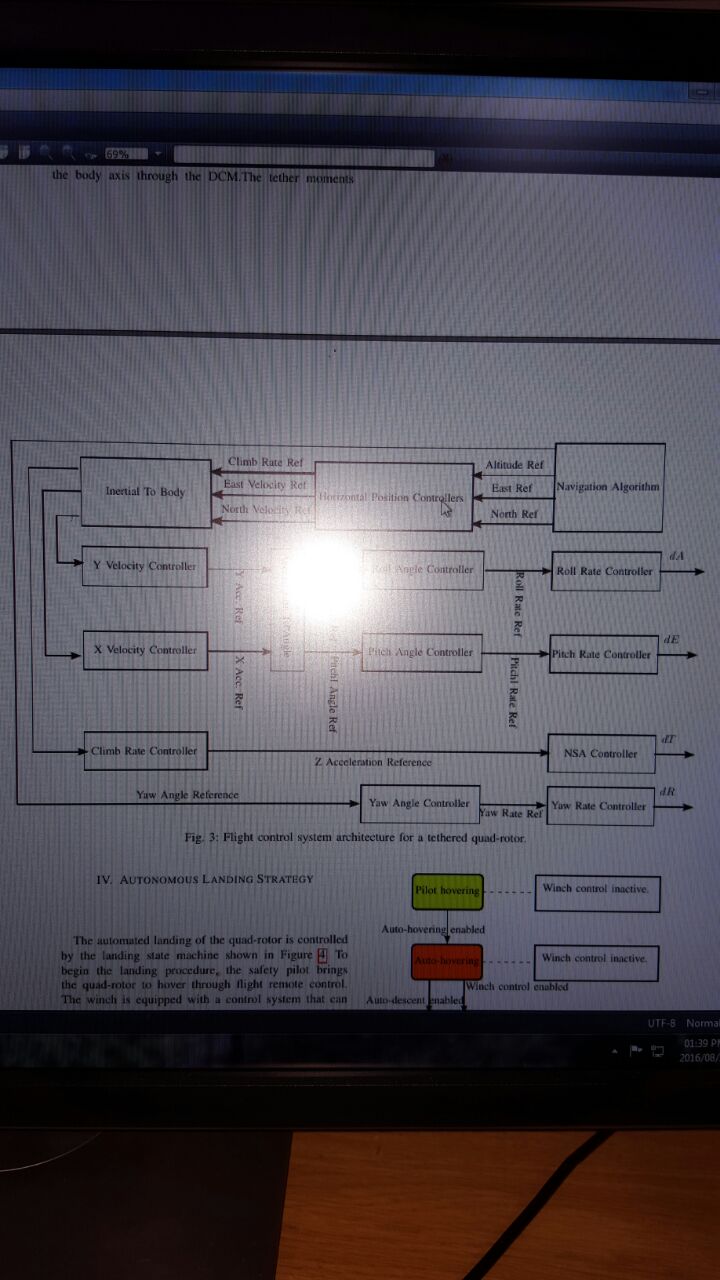 69%
the body axis through the DCM.The tether moments
Climb Rate Ref
Altitude Ref
Inertial To Body
East Velocity Ref
Horizontal Position Controllers
East Ref
Navigation Algorithm
North Velocity Ref
North Ref
Y Velocity Controller
Y Acc. Ref
Angle Controller
Roll Rate Ref
Roll Rate Controller
dA
X Velocity Controller
X Acc. Ref
Angle
Pitchl Angle Ref
Pitch Angle Controller
Pitchl Rate Ref
Pitch Rate Controller
dE
Climb Rate Controller
Z Acceleration Reference
NSA Controller
dT
Yaw Angle Reference
Yaw Angle Controller
Yaw Rate Ref
Yaw Rate Controller
dR
Fig. 3: Flight control system architecture for a tethered quad-rotor.
IV. AUTONOMOUS LANDING STRATEGY
The automated landing of the quad-rotor is controlled
by the landing state machine shown in Figure 4. To
begin the landing procedure, the safety pilot brings
the quad-rotor to hover through flight remote control.
The winch is equipped with a control system that can
Pilot hovering
Winch control inactive.
Auto-hovering enabled
Auto-hovering
Winch control inactive.
Winch control enabled
Auto-descent enabled
UTF-8 Norma
01:39 P
2016/08/